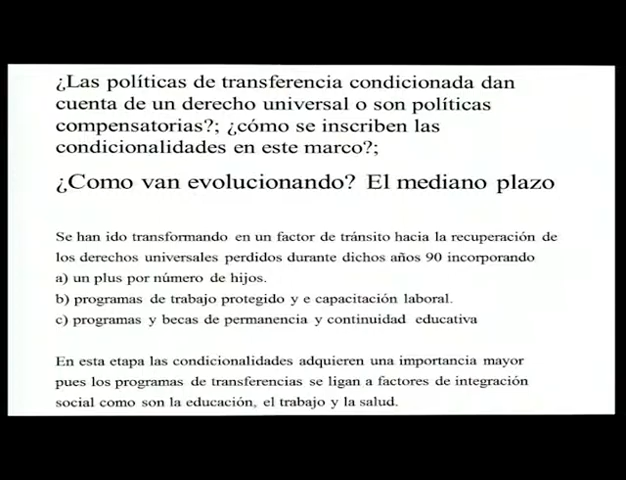 ¿Las políticas de transferencia condicionada dan
cuenta de un derecho universal o son políticas
compensatorias?; ¿cómo se inscriben las
condicionalidades en este marco?;
¿Como van evolucionando? El mediano plazo
Se han ido transformando en un factor de tránsito hacia la recuperación de
los derechos universales perdidos durante dichos años 90 incorporando
a) un plus por número de hijos.
b) programas de trabajo protegido y e capacitación laboral.
c) programas y becas de permanencia y continuidad educativa
En esta etapa las condicionalidades adquieren una importancia mayor
pues los programas de transferencias se ligan a factores de integración
social como son la educación, el trabajo y la salud.